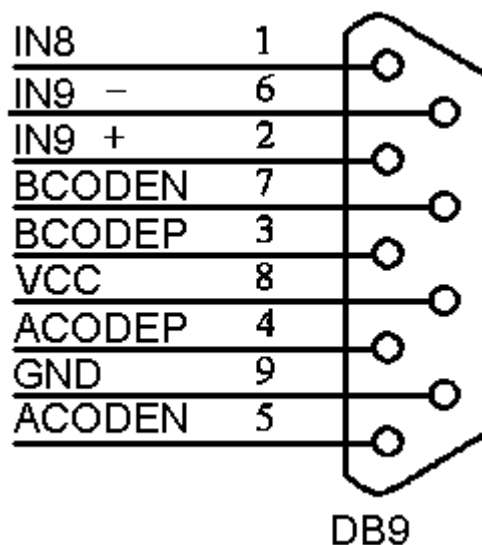 IN8 1
IN9 - 6
IN9 + 2
BCODEN 7
BCODEP 3
VCC 8
ACODEP 4
GND 9
ACODEN 5
DB9